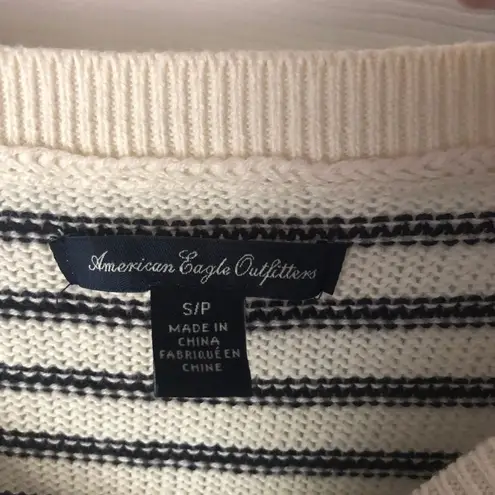 American Eagle Outfitters
S/P
MADE IN
CHINA
FABRIQUÉ EN
CHINE